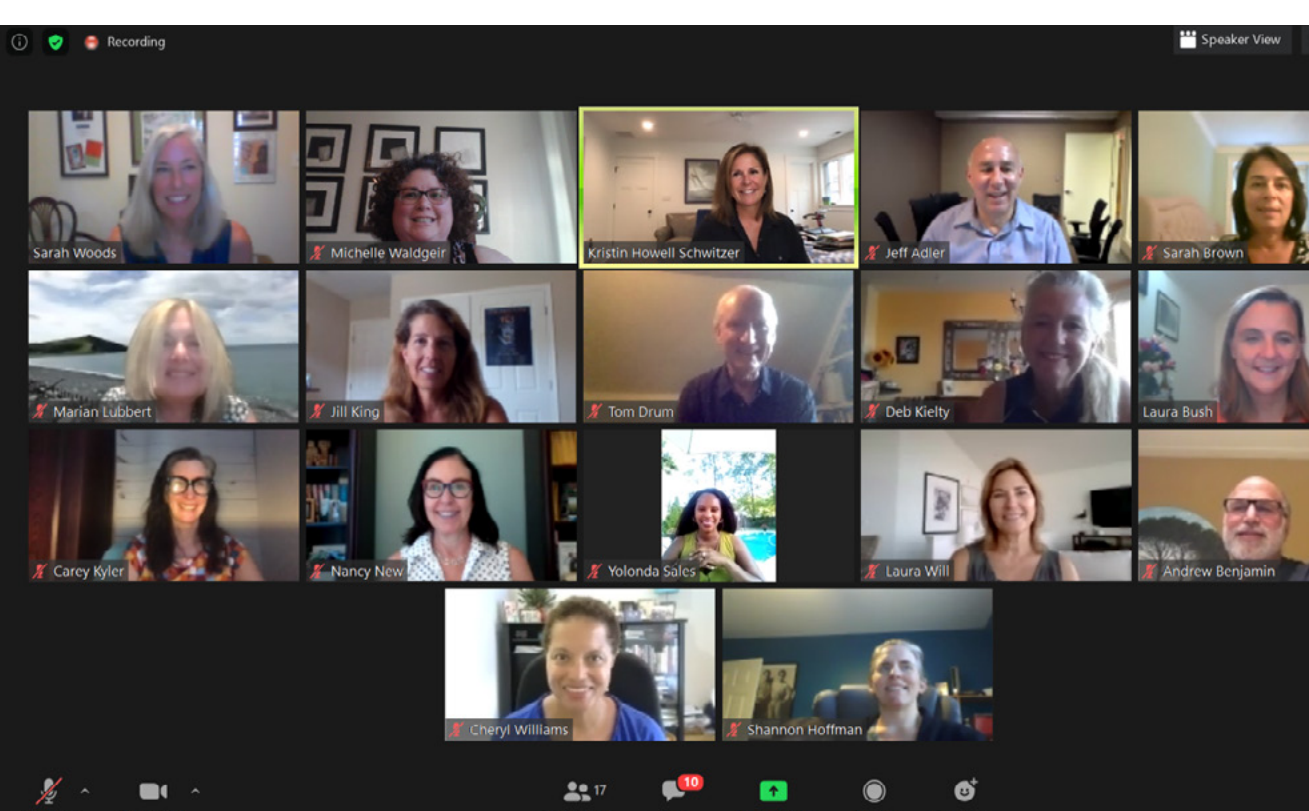 Recording
Speaker View
Sarah Woods
Michelle Waldgeir
Kristin Howell Schwitzer
Jeff Adler
Sarah Brown
Marian Lubbert
Jill King
Tom Drum
Deb Kielty
Laura Bush
Carey Kyler
Nancy New
Yolonda Sales
Laura Will
Andrew Benjamin
Cheryl Williams
Shannon Hoffman
17
10